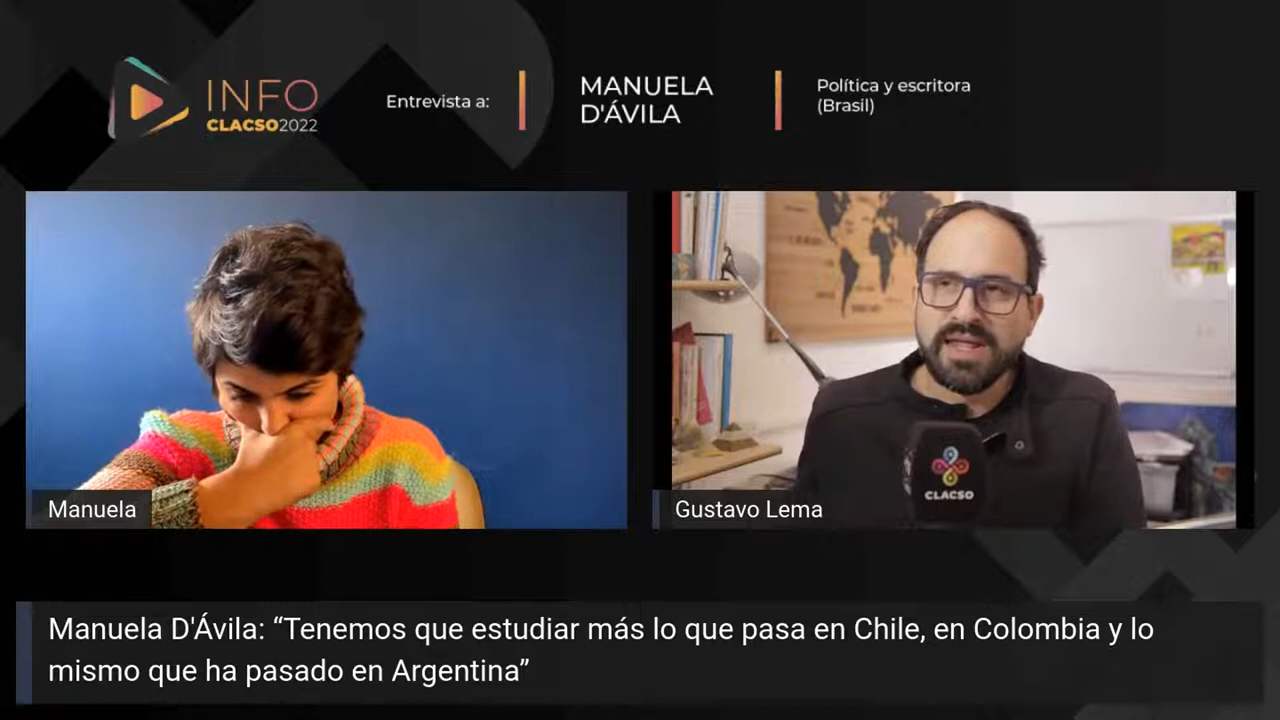 INFO
CLACSO2022
Entrevista a:
MANUELA
D'ÁVILA
Política y escritora
(Brasil)
CLACSO
Manuela
Gustavo Lema
Manuela D'Ávila: “Tenemos que estudiar más lo que pasa en Chile, en Colombia y lo
mismo que ha pasado en Argentina”